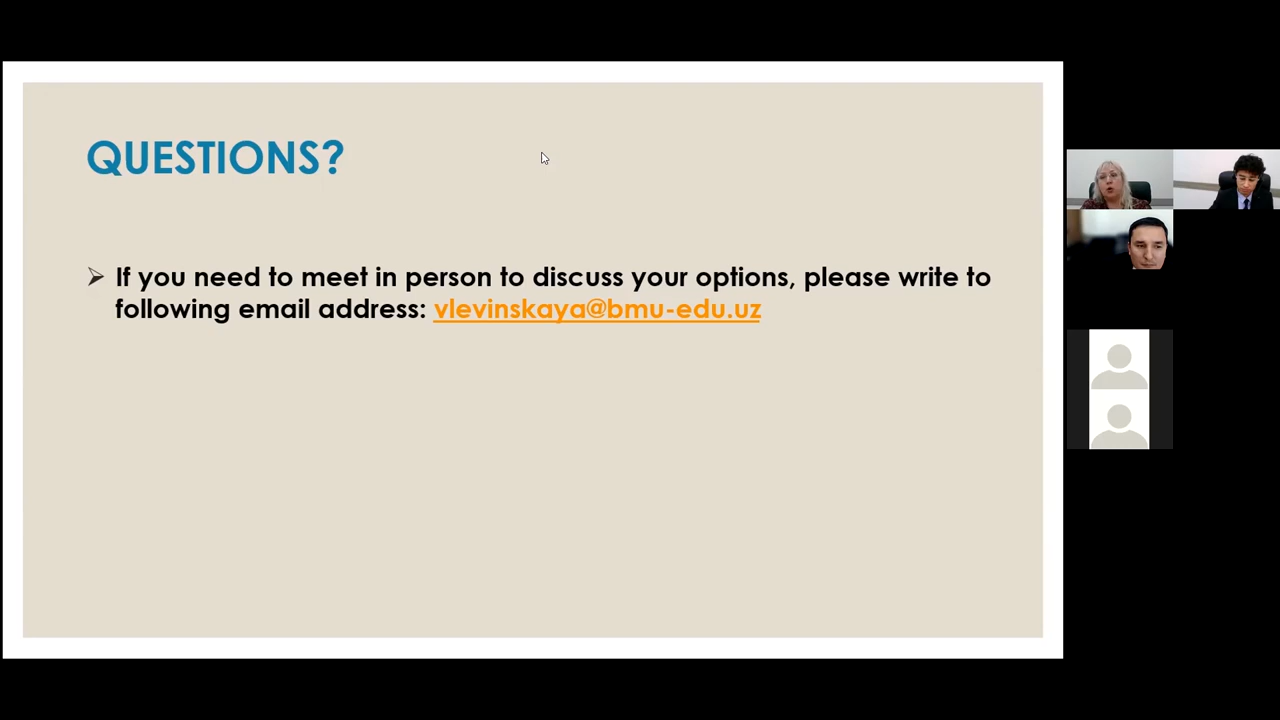 QUESTIONS?
➢ If you need to meet in person to discuss your options, please write to
following email address: vlevinskaya@bmu-edu.uz